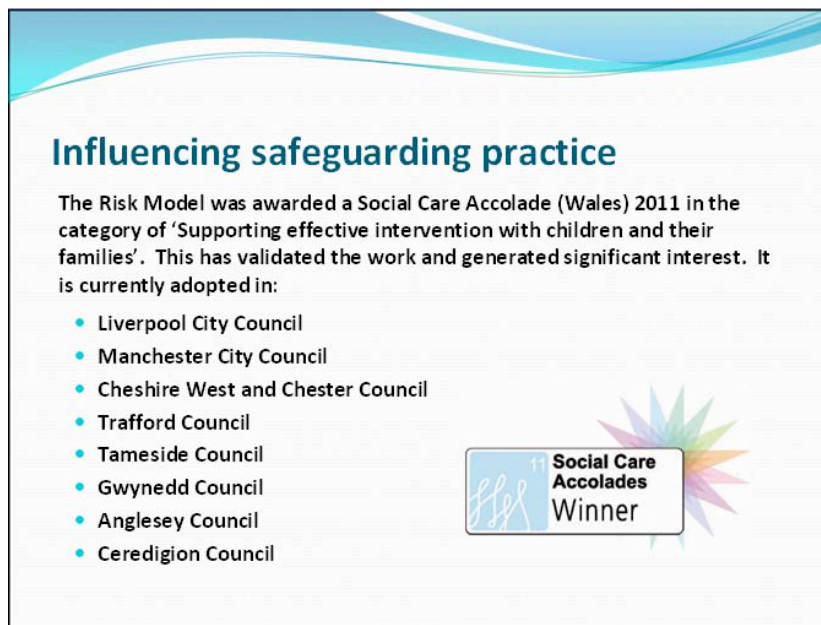 Influencing safeguarding practice
The Risk Model was awarded a Social Care Accolade (Wales) 2011 in the
category of ‘Supporting effective intervention with children and their
families’. This has validated the work and generated significant interest. It
is currently adopted in:
Liverpool City Council
Manchester City Council
Cheshire West and Chester Council
Trafford Council
Tameside Council
Gwynedd Council
Anglesey Council
Ceredigion Council
11
Social Care
Accolades
Winner